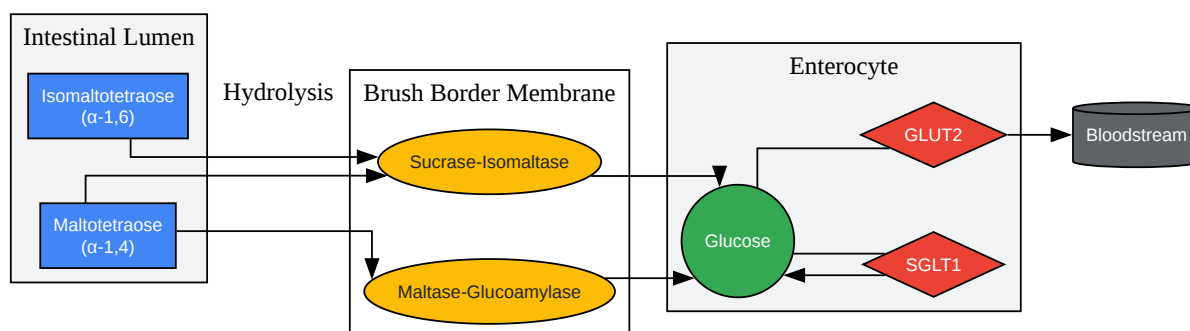 Intestinal Lumen
Isomaltotetraose
(α-1,6)
Maltotetraose
(α-1,4)
Hydrolysis
Brush Border Membrane
Sucrase-Isomaltase
Maltase-Glucoamylase
Enterocyte
GLUT2
Glucose
SGLT1
Bloodstream